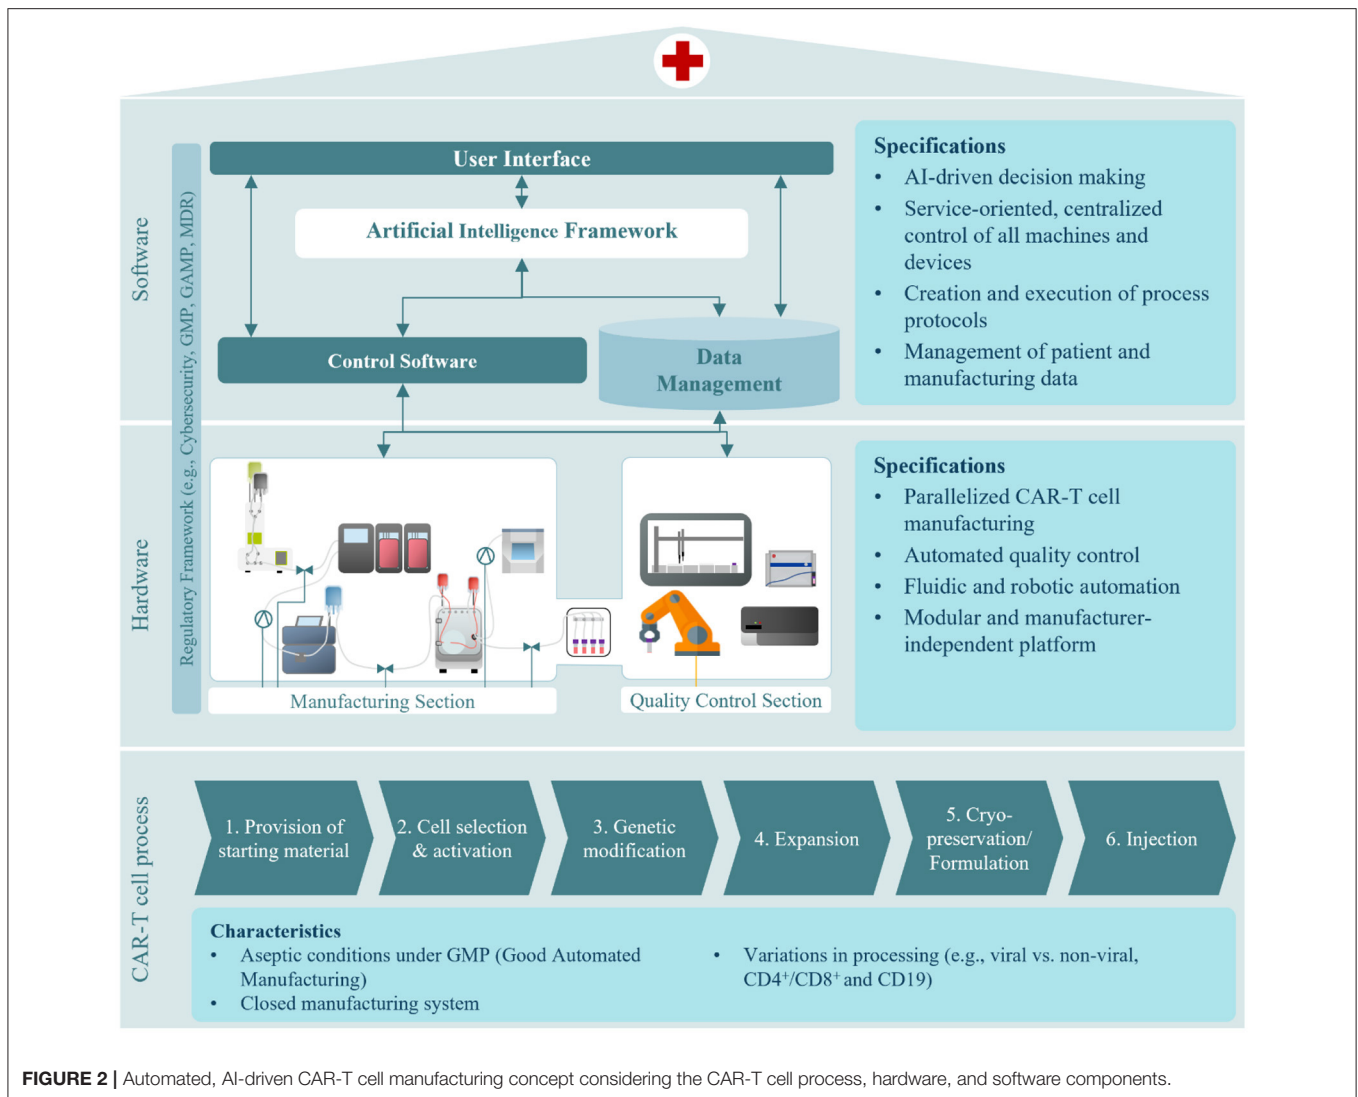 Software
Regulatory Framework (e.g., Cybersecurity, GMP, GAMP, MDR)
User Interface
Artificial Intelligence Framework
Control Software
Data
Management
Specifications
• AI-driven decision making
• Service-oriented, centralized
control of all machines and
devices
• Creation and execution of process
protocols
• Management of patient and
manufacturing data
Hardware
Manufacturing Section
Quality Control Section
Specifications
• Parallelized CAR-T cell
manufacturing
• Automated quality control
• Fluidic and robotic automation
• Modular and manufacturer-
independent platform
CAR-T cell process
1. Provision of
starting material
2. Cell selection
& activation
3. Genetic
modification
4. Expansion
5. Cryo-
preservation/
Formulation
6. Injection
Characteristics
• Aseptic conditions under GMP (Good Automated
Manufacturing)
• Closed manufacturing system
• Variations in processing (e.g., viral vs. non-viral,
CD4⁺/CD8⁺ and CD19)
FIGURE 2 | Automated, AI-driven CAR-T cell manufacturing concept considering the CAR-T cell process, hardware, and software components.